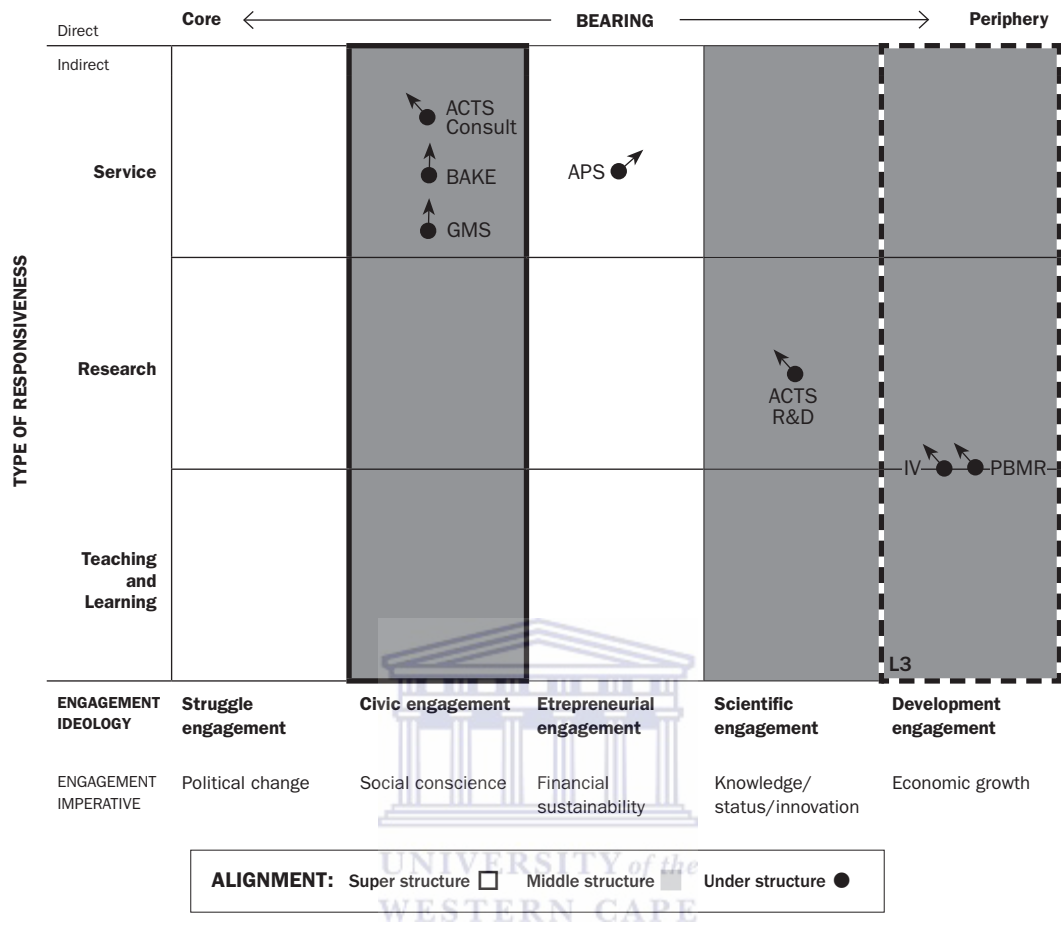 Core BEARING Periphery
Direct
Indirect
TYPE OF RESPONSIVENESS
Service
ACTS
Consult
BAKE
GMS
APS
Research
ACTS
R&D
IV PBMR
Teaching
and
Learning
L3
ENGAGEMENT
IDEOLOGY
Struggle
engagement
Civic engagement
Etrepreneurial
engagement
Scientific
engagement
Development
engagement
ENGAGEMENT
IMPERATIVE
Political change
Social conscience
Financial
sustainability
Knowledge/
status/innovation
Economic growth
ALIGNMENT: Super structure Middle structure Under structure
UNIVERSITY of the
WESTERN CAPE